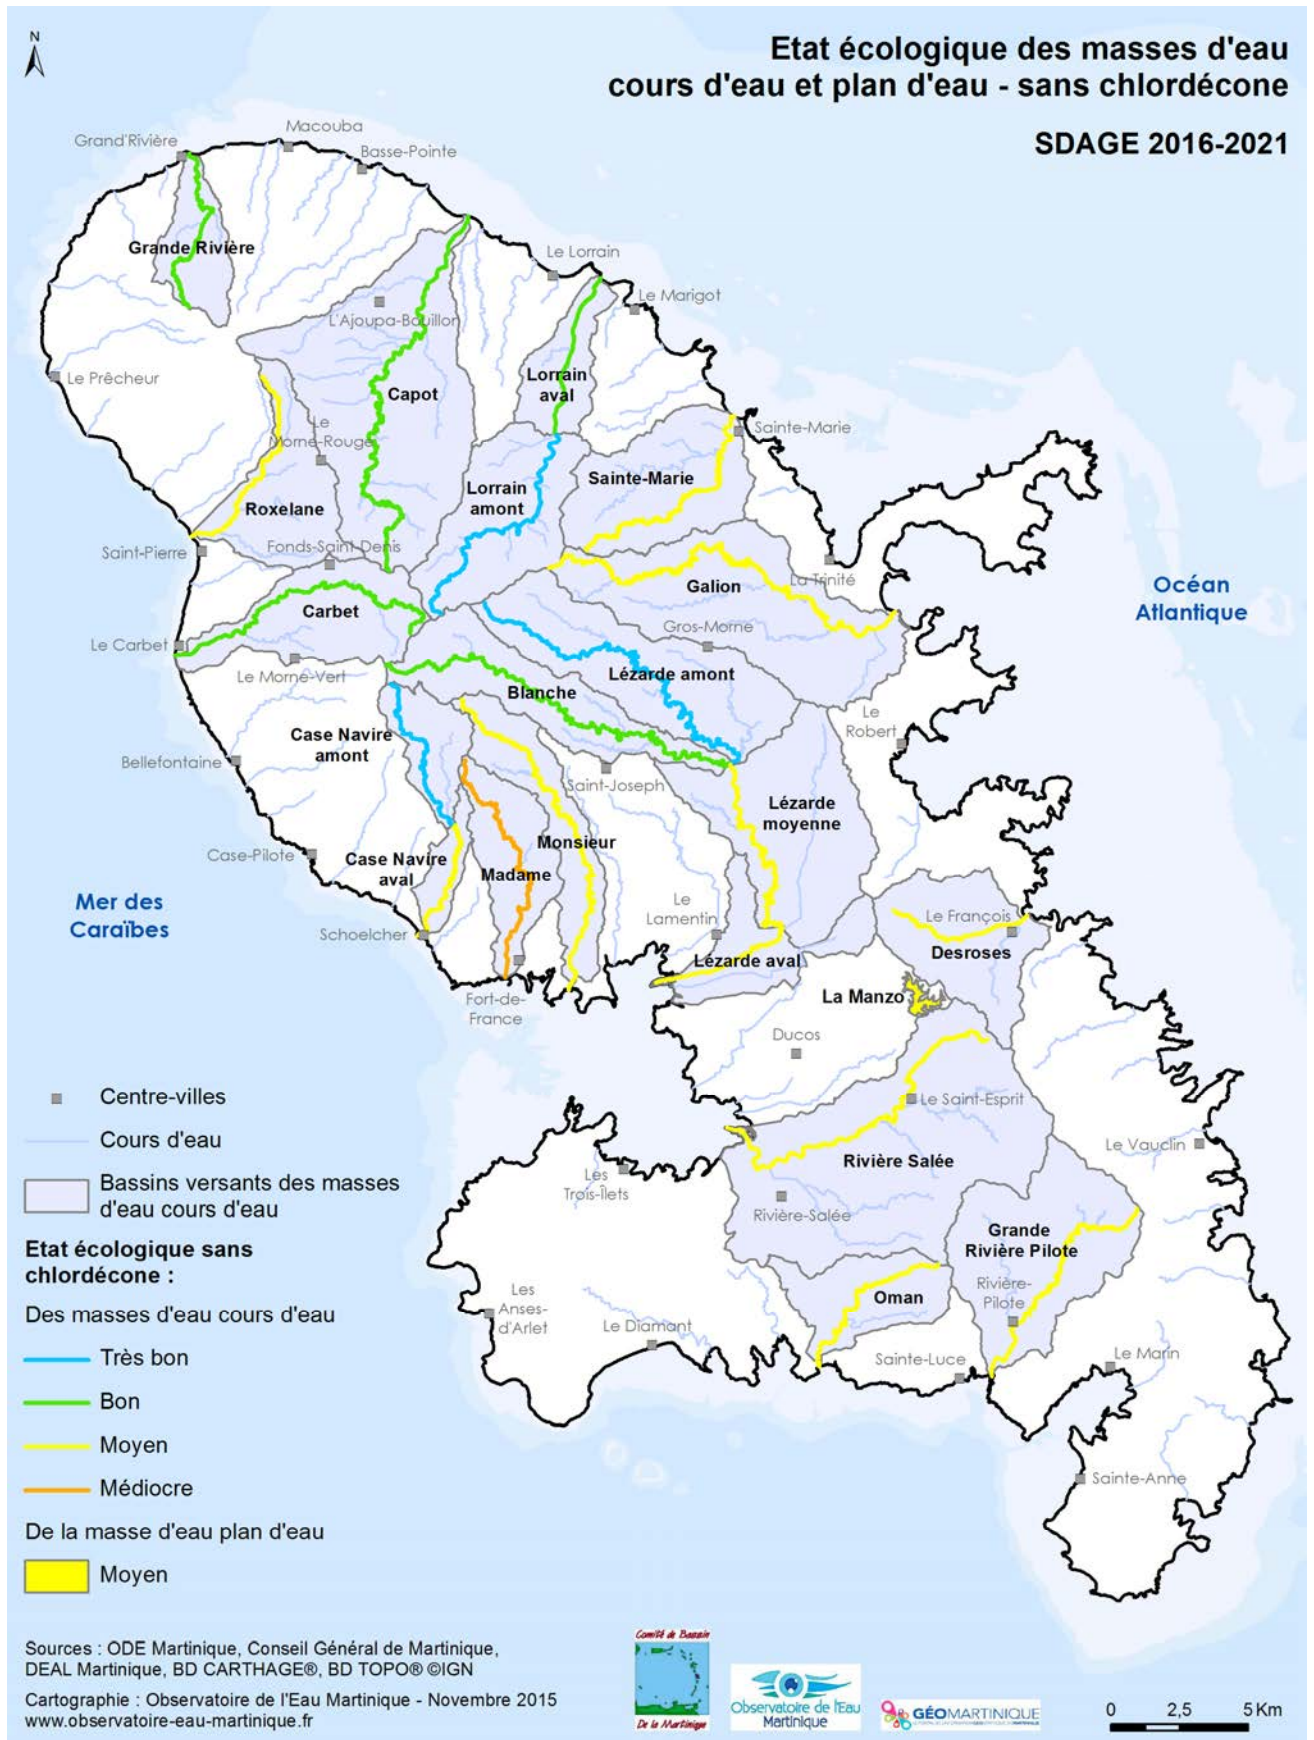 N
Etat écologique des masses d'eau
cours d'eau et plan d'eau - sans chlordécone
SDAGE 2016-2021
Grand'Rivière
Macouba
Basse-Pointe
Grande Rivière
Le Lorrain
Le Marigot
L'Ajoupa-Bouillon
Le Prêcheur
Capot
Lorrain
aval
Le
Morne-Rouge
Sainte-Marie
Sainte-Marie
Lorrain
amont
Roxelane
Saint-Pierre
Fonds-Saint-Denis
La Trinité
Galion
Océan
Atlantique
Carbet
Gros-Morne
Le Carbet
Le Morne-Vert
Lézarde amont
Blanche
Le
Robert
Case Navire
amont
Bellefontaine
Saint-Joseph
Lézarde
moyenne
Case-Pilote
Case Navire
aval
Monsieur
Madame
Mer des
Caraïbes
Le
Lamentin
Le François
Schoelcher
Desroses
Lézarde aval
La Manzo
Fort-de-
France
Ducos
Le Saint-Esprit
Le Vauclin
Rivière Salée
Les
Trois-Îlets
Rivière-Salée
Grande
Rivière Pilote
Rivière-
Pilote
Oman
Les
Anses-
d'Arlet
Le Diamant
Sainte-Luce
Le Marin
Sainte-Anne
Centre-villes
Cours d'eau
Bassins versants des masses
d'eau cours d'eau
Etat écologique sans
chlordécone :
Des masses d'eau cours d'eau
Très bon
Bon
Moyen
Médiocre
De la masse d'eau plan d'eau
Moyen
Sources : ODE Martinique, Conseil Général de Martinique,
DEAL Martinique, BD CARTHAGE®, BD TOPO® ©IGN
Cartographie : Observatoire de l'Eau Martinique - Novembre 2015
www.observatoire-eau-martinique.fr
Comité de Bassin
De la Martinique
Observatoire de l'Eau
Martinique
GÉOMARTINIQUE
0 2,5 5 Km